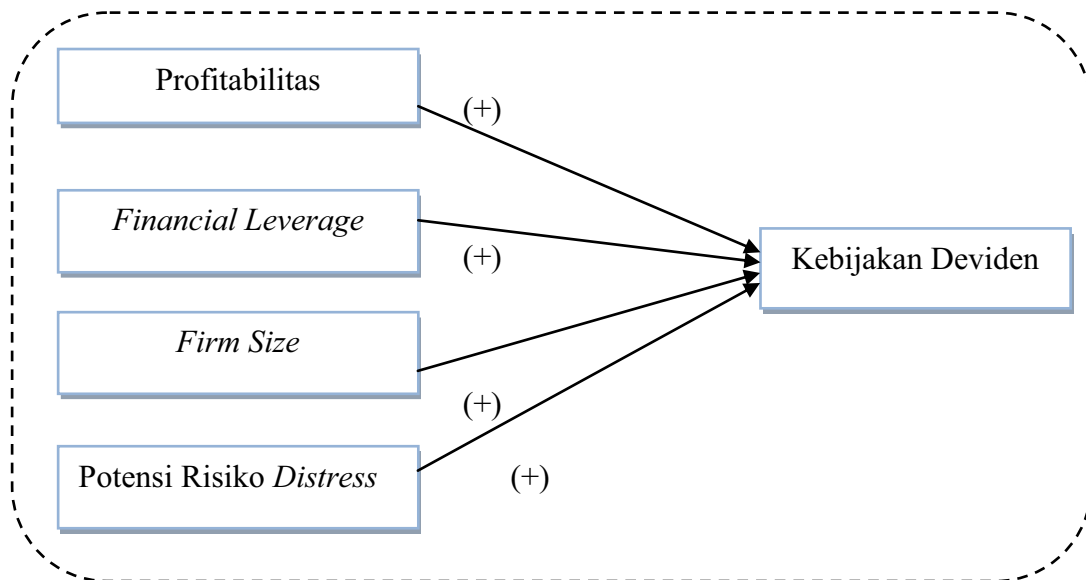 Profitabilitas
(+)
Financial Leverage
(+)
Kebijakan Deviden
Firm Size
(+)
Potensi Risiko Distress
(+)